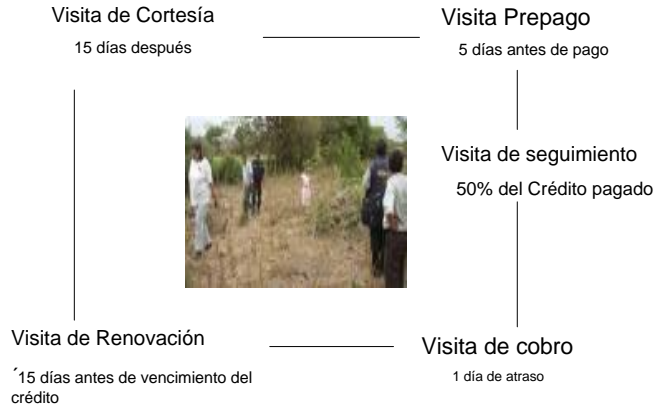 Visita de Cortesía
15 días después
Visita Prepago
5 días antes de pago
Visita de seguimiento
50% del Crédito pagado
Visita de Renovación
´15 días antes de vencimiento del
crédito
Visita de cobro
1 día de atraso